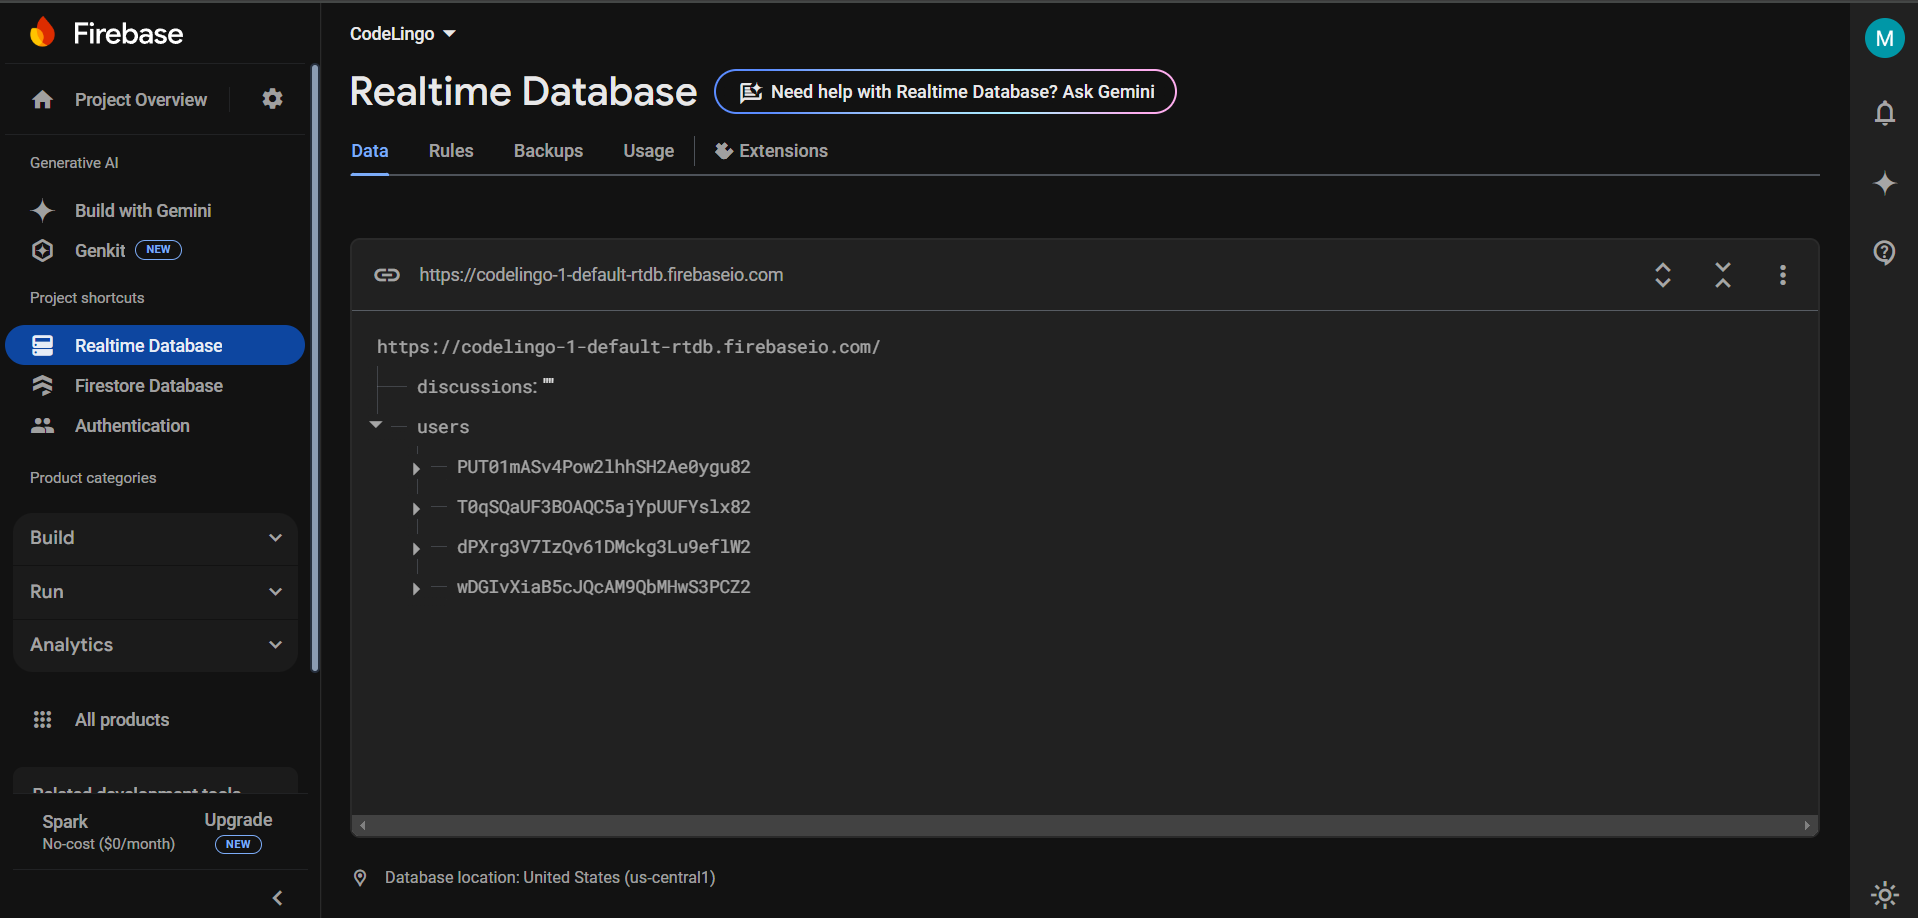 Firebase
Project Overview
Generative AI
Build with Gemini
Genkit NEW
Project shortcuts
Realtime Database
Firestore Database
Authentication
Product categories
Build
Run
Analytics
All products
Related development tools
Spark
No-cost ($0/month)
Upgrade
NEW
CodeLingo
Realtime Database
Need help with Realtime Database? Ask Gemini
Data Rules Backups Usage Extensions
https://codelingo-1-default-rtdb.firebaseio.com
https://codelingo-1-default-rtdb.firebaseio.com/
discussions: ""
users
PUT01mASv4Pow2lhhSH2Ae0ygu82
T0qSQaUF3BOAQC5ajYpUUFYslx82
dPXrg3V7IzQv61DMckg3Lu9eflW2
wDGIvXiaB5cJQcAM9QbMHwS3PCZ2
Database location: United States (us-central1)
M